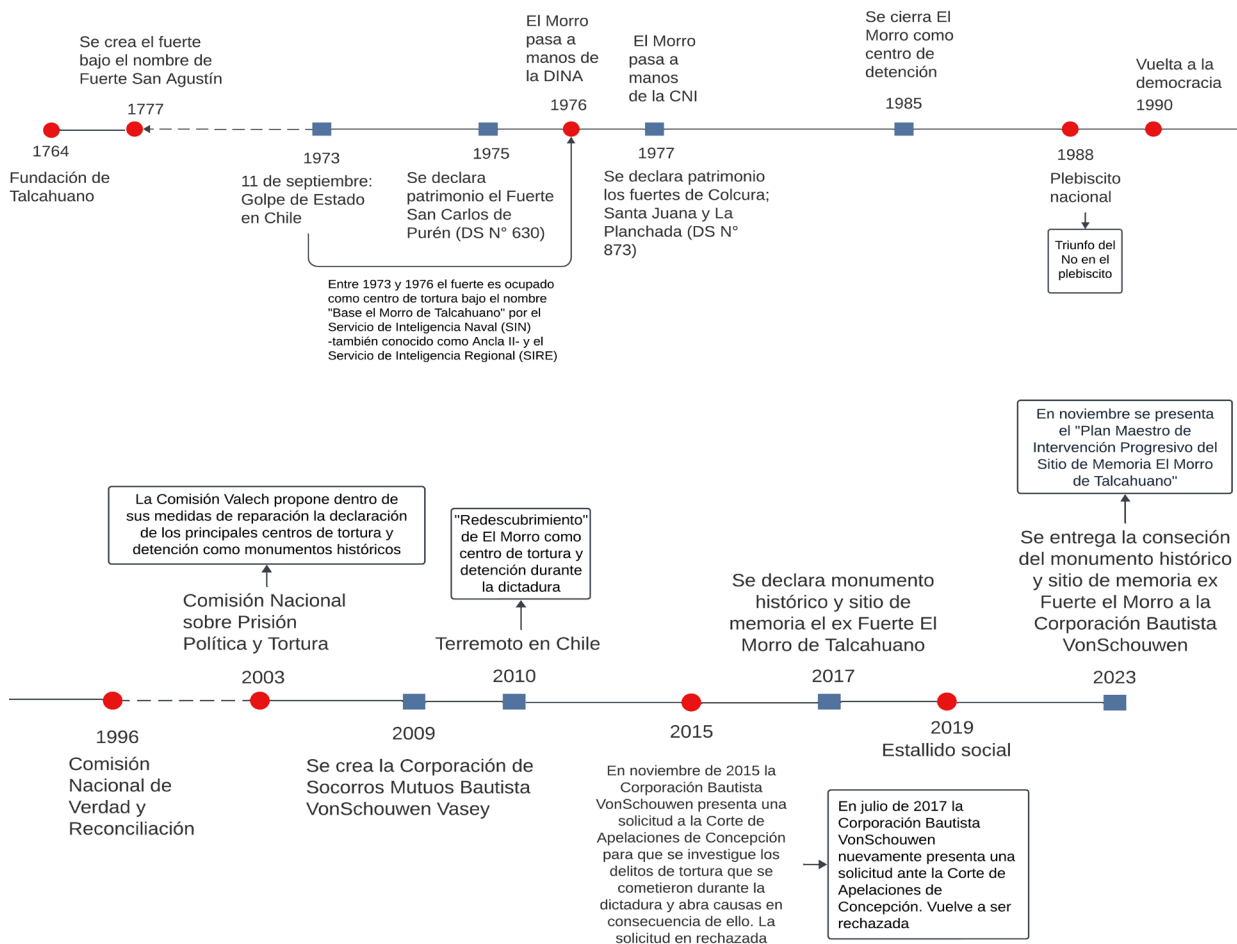 Se crea el fuerte
bajo el nombre de
Fuerte San Agustín
1777
1764
Fundación de
Talcahuano
1973
11 de septiembre:
Golpe de Estado
en Chile
1975
Se declara
patrimonio el Fuerte
San Carlos de
Purén (DS N° 630)
El Morro
pasa a
manos de
la DINA
1976
Entre 1973 y 1976 el fuerte es ocupado
como centro de tortura bajo el nombre
"Base el Morro de Talcahuano" por el
Servicio de Inteligencia Naval (SIN)
-también conocido como Ancla II- y el
Servicio de Inteligencia Regional (SIRE)
El Morro
pasa a
manos
de la CNI
1977
Se declara patrimonio
los fuertes de Colcura;
Santa Juana y La
Planchada (DS N°
873)
Se cierra El
Morro como
centro de
detención
1985
1988
Plebiscito
nacional
Triunfo del
No en el
plebiscito
Vuelta a la
democracia
1990
1996
Comisión
Nacional de
Verdad y
Reconciliación
La Comisión Valech propone dentro de
sus medidas de reparación la declaración
de los principales centros de tortura y
detención como monumentos históricos
Comisión Nacional
sobre Prisión
Política y Tortura
2003
2009
Se crea la Corporación de
Socorros Mutuos Bautista
VonSchouwen Vasey
"Redescubrimiento"
de El Morro como
centro de tortura y
detención durante
la dictadura
Terremoto en Chile
2010
2015
En noviembre de 2015 la
Corporación Bautista
VonSchouwen presenta una
solicitud a la Corte de
Apelaciones de Concepción
para que se investigue los
delitos de tortura que se
cometieron durante la
dictadura y abra causas en
consecuencia de ello. La
solicitud en rechazada
En julio de 2017 la
Corporación Bautista
VonSchouwen
nuevamente presenta una
solicitud ante la Corte de
Apelaciones de
Concepción. Vuelve a ser
rechazada
Se declara monumento
histórico y sitio de
memoria el ex Fuerte El
Morro de Talcahuano
2017
2019
Estallido social
En noviembre se presenta
el "Plan Maestro de
Intervención Progresivo del
Sitio de Memoria El Morro
de Talcahuano"
Se entrega la conseción
del monumento histórico
y sitio de memoria ex
Fuerte el Morro a la
Corporación Bautista
VonSchouwen
2023